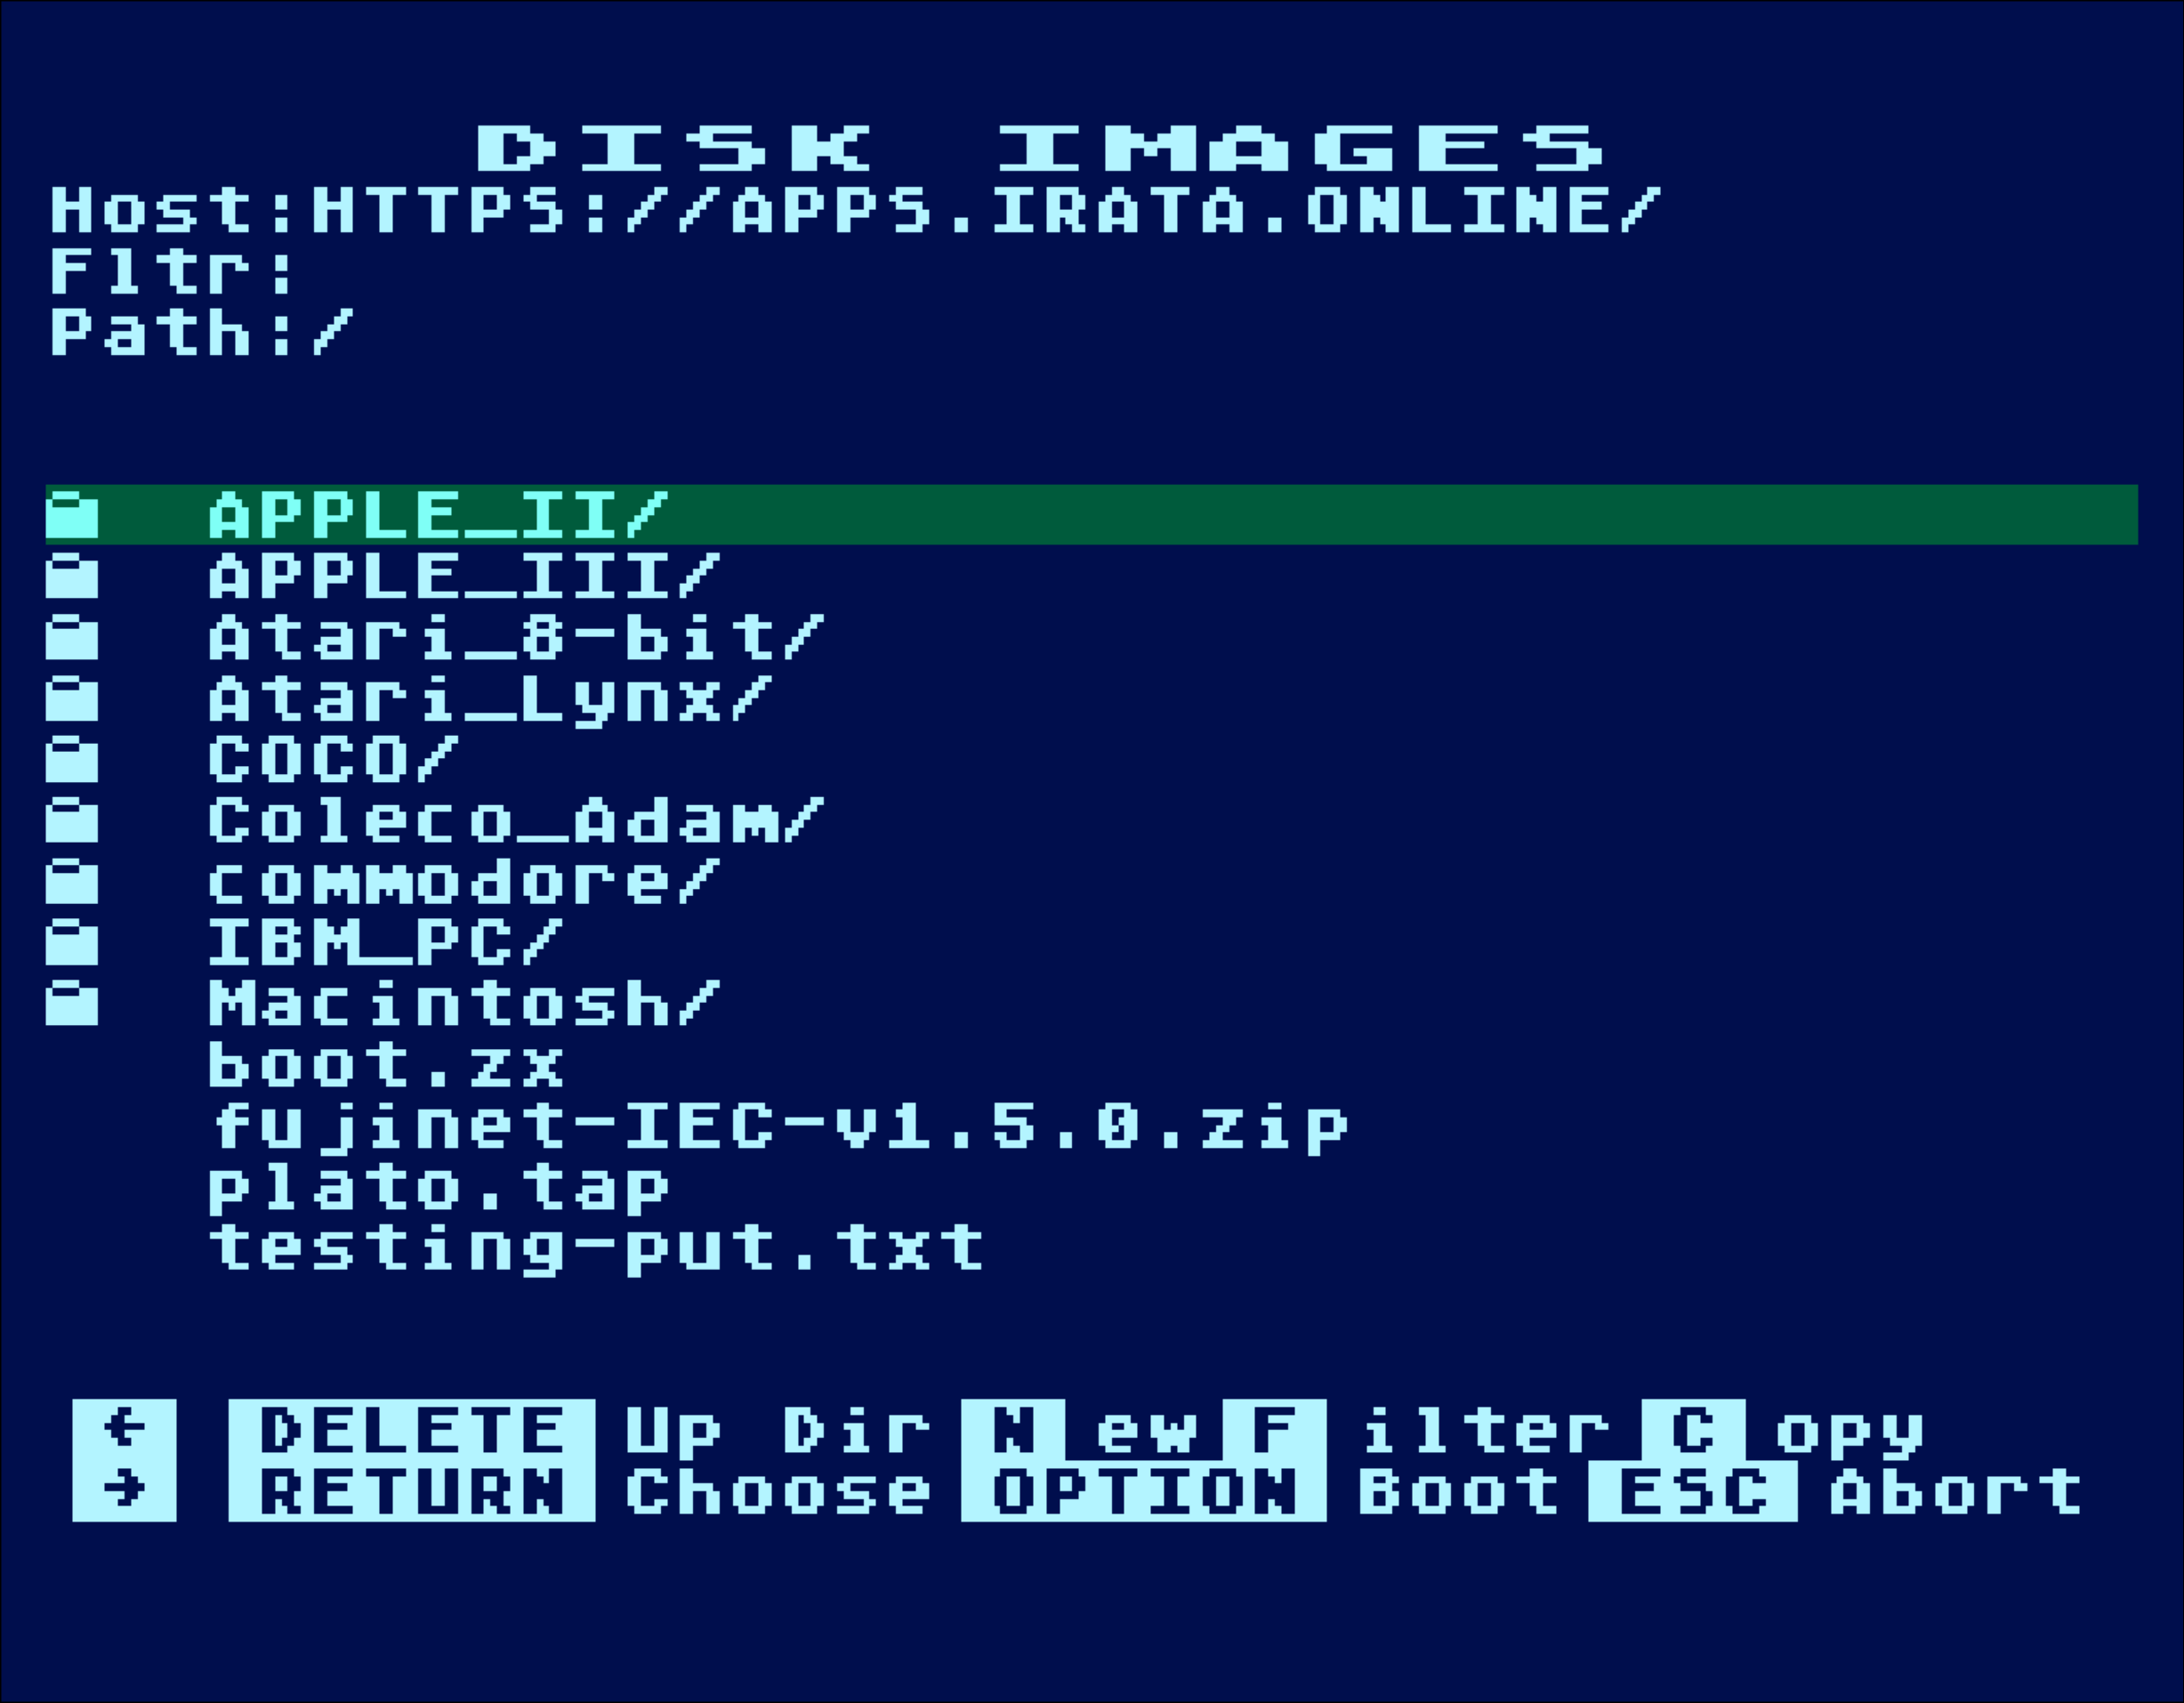 DISK IMAGES
Host:HTTPS://APPS.IRATA.ONLINE/
Fltr:
Path:/
APPLE_II/
APPLE_III/
Atari_8-bit/
Atari_Lynx/
COCO/
Coleco_Adam/
commodore/
IBM_PC/
Macintosh/
boot.zx
fujinet-IEC-v1.5.0.zip
plato.tap
testing-put.txt
← DELETE Up Dir N ew F ilter C opy
→ RETURN Choose OPTION Boot ESC Abort